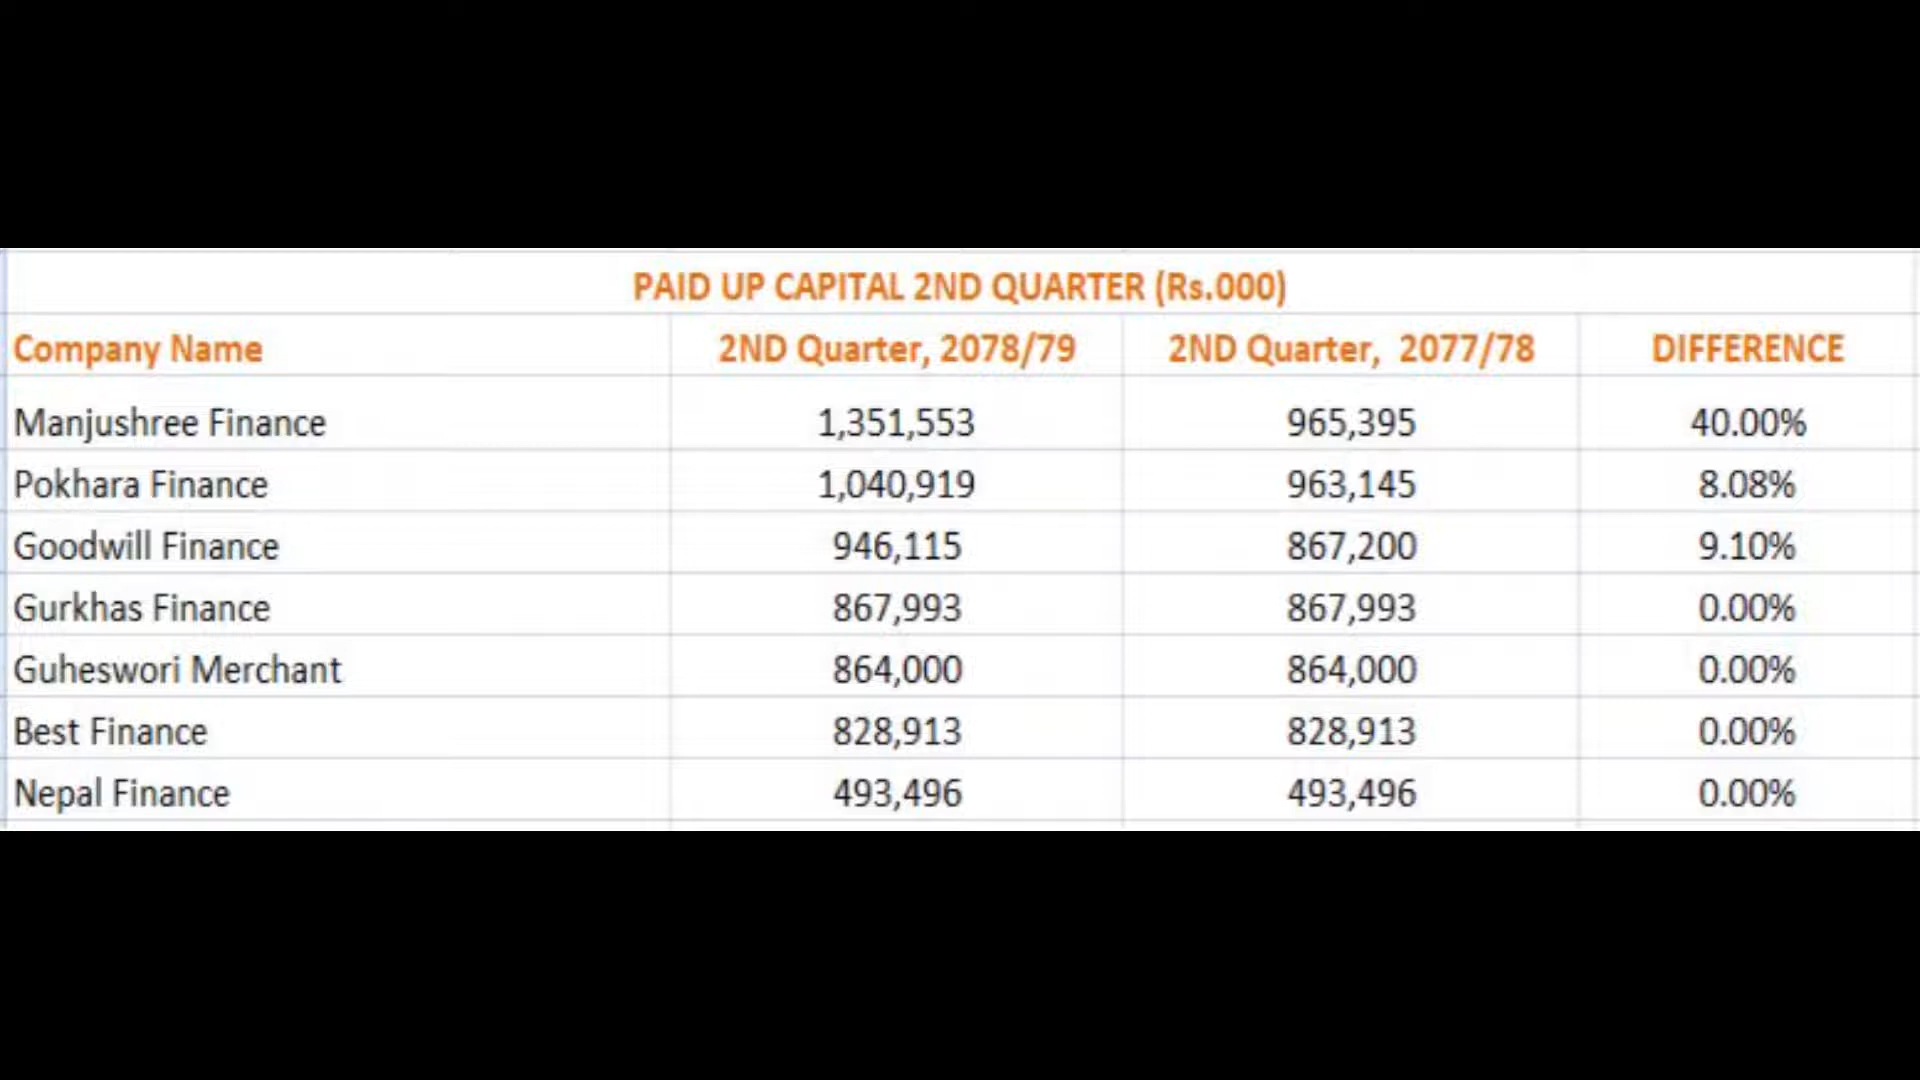 PAID UP CAPITAL 2ND QUARTER (Rs.000)
Company Name 2ND Quarter, 2078/79 2ND Quarter, 2077/78 DIFFERENCE
Manjushree Finance 1,351,553 965,395 40.00%
Pokhara Finance 1,040,919 963,145 8.08%
Goodwill Finance 946,115 867,200 9.10%
Gurkhas Finance 867,993 867,993 0.00%
Guheswori Merchant 864,000 864,000 0.00%
Best Finance 828,913 828,913 0.00%
Nepal Finance 493,496 493,496 0.00%